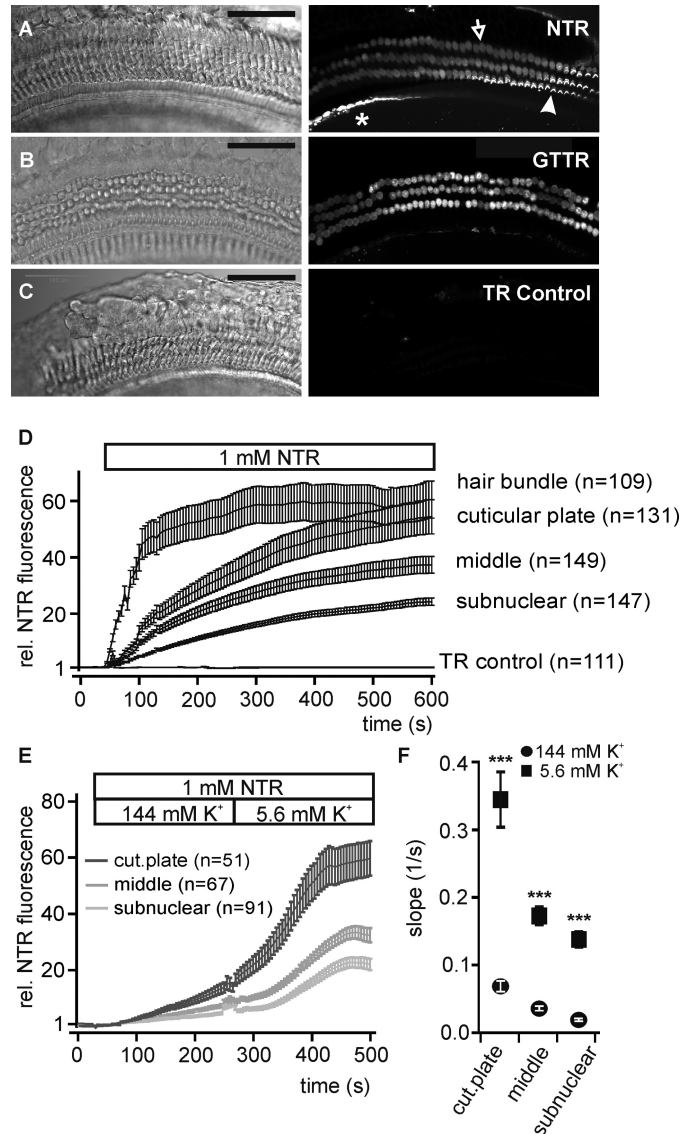 A
NTR
*
B
GTTR
C
TR Control
D
1 mM NTR
rel. NTR fluorescence
60
40
20
1
hair bundle (n=109)
cuticular plate (n=131)
middle (n=149)
subnuclear (n=147)
TR control (n=111)
0 100 200 300 400 500 600
time (s)
E
1 mM NTR
144 mM K⁺ 5.6 mM K⁺
rel. NTR fluorescence
80
60
40
20
1
cut.plate (n=51)
middle (n=67)
subnuclear (n=91)
0 100 200 300 400 500
time (s)
F
144 mM K⁺
5.6 mM K⁺
slope (1/s)
0.4
0.3
0.2
0.1
0.0
***
***
***
cut.plate
middle
subnuclear